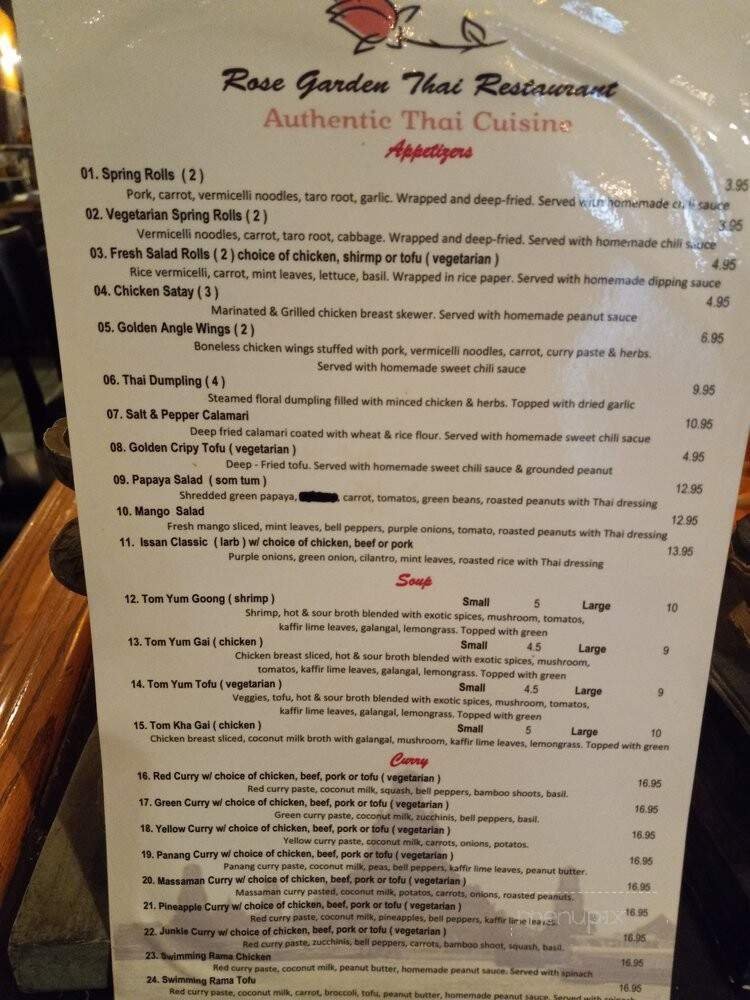 Rose Garden Thai Restaurant
Authentic Thai Cuisine
Appetizers
01. Spring Rolls ( 2 ) 3.95
Pork, carrot, vermicelli noodles, taro root, garlic. Wrapped and deep-fried. Served with homemade chili sauce
02. Vegetarian Spring Rolls ( 2 ) 3.95
Vermicelli noodles, carrot, taro root, cabbage. Wrapped and deep-fried. Served with homemade chili sauce
03. Fresh Salad Rolls ( 2 ) choice of chicken, shirmp or tofu ( vegetarian ) 4.95
Rice vermicelli, carrot, mint leaves, lettuce, basil. Wrapped in rice paper. Served with homemade dipping sauce
04. Chicken Satay ( 3 ) 4.95
Marinated & Grilled chicken breast skewer. Served with homemade peanut sauce
05. Golden Angle Wings ( 2 ) 6.95
Boneless chicken wings stuffed with pork, vermicelli noodles, carrot, curry paste & herbs.
Served with homemade sweet chili sauce
06. Thai Dumpling ( 4 ) 9.95
Steamed floral dumpling filled with minced chicken & herbs. Topped with dried garlic
07. Salt & Pepper Calamari 10.95
Deep fried calamari coated with wheat & rice flour. Served with homemade sweet chili sacue
08. Golden Cripy Tofu ( vegetarian ) 4.95
Deep - Fried tofu. Served with homemade sweet chili sauce & grounded peanut
09. Papaya Salad ( som tum ) 12.95
Shredded green papaya, , carrot, tomatos, green beans, roasted peanuts with Thai dressing
10. Mango Salad 12.95
Fresh mango sliced, mint leaves, bell peppers, purple onions, tomato, roasted peanuts with Thai dressing
11. Issan Classic ( larb ) w/ choice of chicken, beef or pork 13.95
Purple onions, green onion, cilantro, mint leaves, roasted rice with Thai dressing
Soup
12. Tom Yum Goong ( shrimp ) Small 5 Large 10
Shrimp, hot & sour broth blended with exotic spices, mushroom, tomatos,
kaffir lime leaves, galangal, lemongrass. Topped with green
13. Tom Yum Gai ( chicken ) Small 4.5 Large 9
Chicken breast sliced, hot & sour broth blended with exotic spices, mushroom,
tomatos, kaffir lime leaves, galangal, lemongrass. Topped with green
14. Tom Yum Tofu ( vegetarian ) Small 4.5 Large 9
Veggies, tofu, hot & sour broth blended with exotic spices, mushroom, tomatos,
kaffir lime leaves, galangal, lemongrass. Topped with green
15. Tom Kha Gai ( chicken ) Small 5 Large 10
Chicken breast sliced, coconut milk broth with galangal, mushroom, kaffir lime leaves, lemongrass. Topped with green
Curry
16. Red Curry w/ choice of chicken, beef, pork or tofu ( vegetarian ) 16.95
Red curry paste, coconut milk, squash, bell peppers, bamboo shoots, basil.
17. Green Curry w/ choice of chicken, beef, pork or tofu ( vegetarian ) 16.95
Green curry paste, coconut milk, zucchinis, bell peppers, basil.
18. Yellow Curry w/ choice of chicken, beef, pork or tofu ( vegetarian ) 16.95
Yellow curry paste, coconut milk, carrots, onions, potatos.
19. Panang Curry w/ choice of chicken, beef, pork or tofu ( vegetarian ) 16.95
Panang curry paste, coconut milk, peas, bell peppers, kaffir lime leaves, peanut butter.
20. Massaman Curry w/ choice of chicken, beef, pork or tofu ( vegetarian ) 16.95
Massaman curry pasted, coconut milk, potatos, carrots, onions, roasted peanuts.
21. Pineapple Curry w/ choice of chicken, beef, pork or tofu ( vegetarian ) 16.95
Red curry paste, coconut milk, pineapples, bell peppers, kaffir lime leaves.
menupix
22. Junkle Curry w/ choice of chicken, beef, pork or tofu ( vegetarian ) 16.95
Red curry paste, zucchinis, bell peppers, carrots, bamboo shoot, squash, basil.
23. Swimming Rama Chicken 16.95
Red curry paste, coconut milk, peanut butter, homemade peanut sauce. Served with spinach
24. Swimming Rama Tofu 16.95
Red curry paste, coconut milk, carrot, broccoli, tofu, peanut butter, homemade peanut sauce. Served with spinach